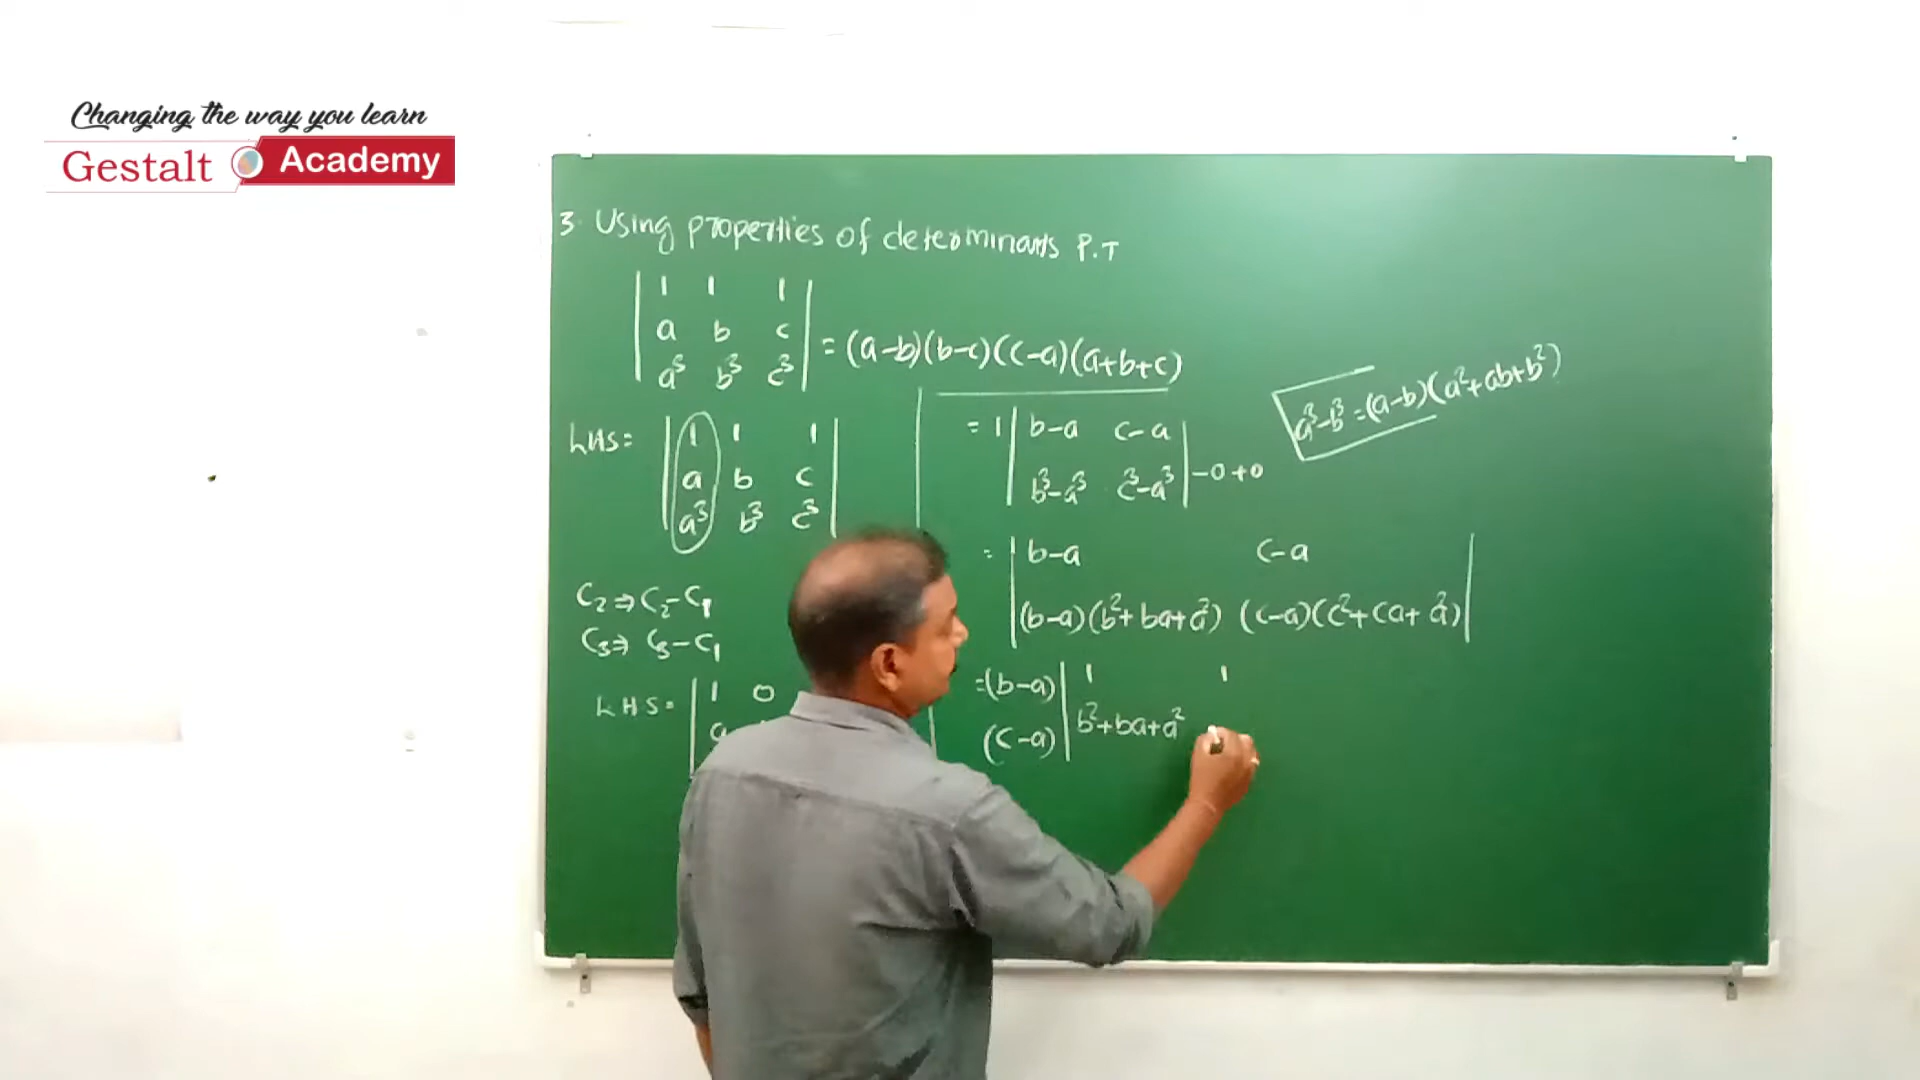 Changing the way you learn
Gestalt Academy
3. Using properties of determinants P.T
| 1 1 1 |
| a b c | = (a-b)(b-c)(c-a)(a+b+c)
| a³ b³ c³ |
LHS = | 1 1 1 |
| a b c |
| a³ b³ c³ |
C₂ ⇒ C₂-C₁
C₃ ⇒ C₃-C₁
LHS = | 1 0
a
= 1 | b-a c-a |
| b³-a³ c³-a³ | -0+0
= | b-a c-a |
| (b-a)(b²+ba+a²) (c-a)(c²+ca+a²) |
=(b-a) | 1 1
(c-a) | b²+ba+a²
a³-b³ = (a-b)(a²+ab+b²)